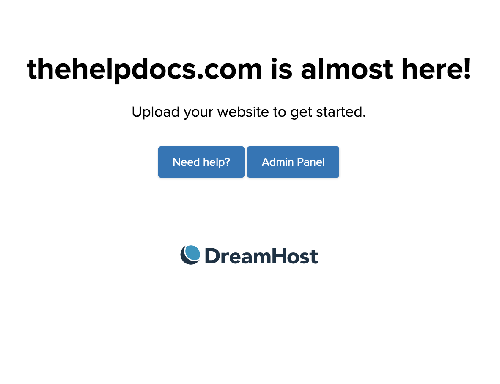 thehelpdocs.com is almost here!
Upload your website to get started.
Need help? Admin Panel
DreamHost